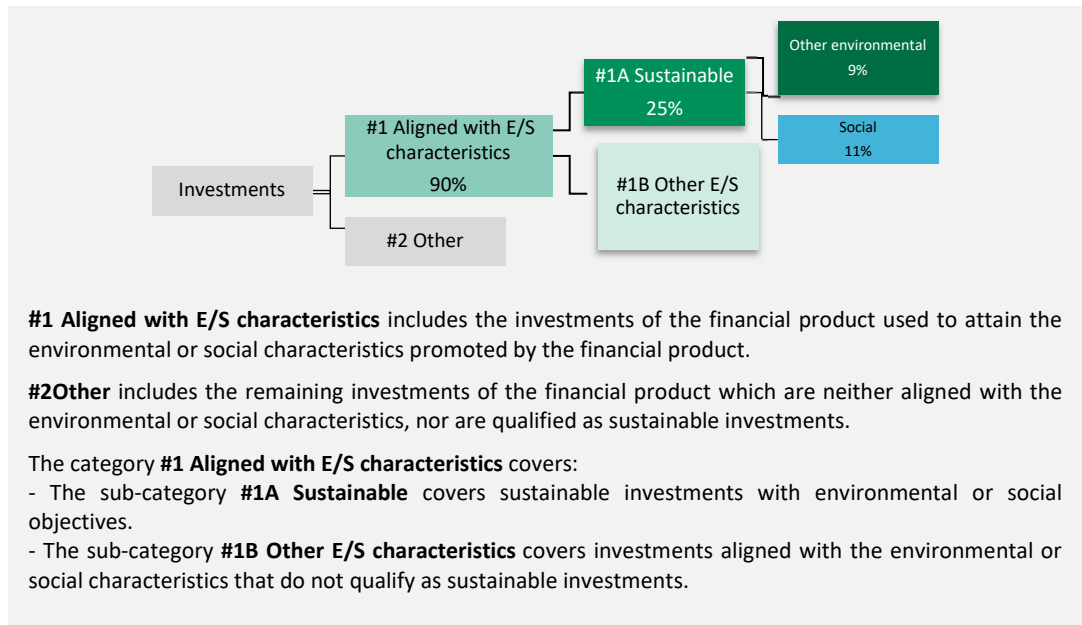 Other environmental
9%
#1A Sustainable
25%
Social
11%
#1 Aligned with E/S
characteristics
90%
#1B Other E/S
characteristics
Investments
#2 Other
#1 Aligned with E/S characteristics includes the investments of the financial product used to attain the
environmental or social characteristics promoted by the financial product.
#2Other includes the remaining investments of the financial product which are neither aligned with the
environmental or social characteristics, nor are qualified as sustainable investments.
The category #1 Aligned with E/S characteristics covers:
- The sub-category #1A Sustainable covers sustainable investments with environmental or social
objectives.
- The sub-category #1B Other E/S characteristics covers investments aligned with the environmental or
social characteristics that do not qualify as sustainable investments.